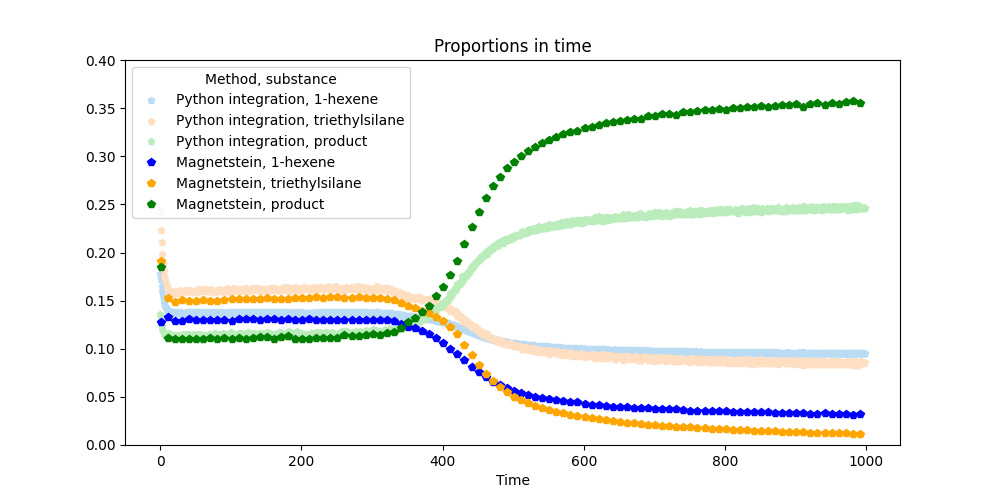 Proportions in time
0.40
0.35
0.30
0.25
0.20
0.15
0.10
0.05
0.00
Method, substance
Python integration, 1-hexene
Python integration, triethylsilane
Python integration, product
Magnetstein, 1-hexene
Magnetstein, triethylsilane
Magnetstein, product
0 200 400 600 800 1000
Time